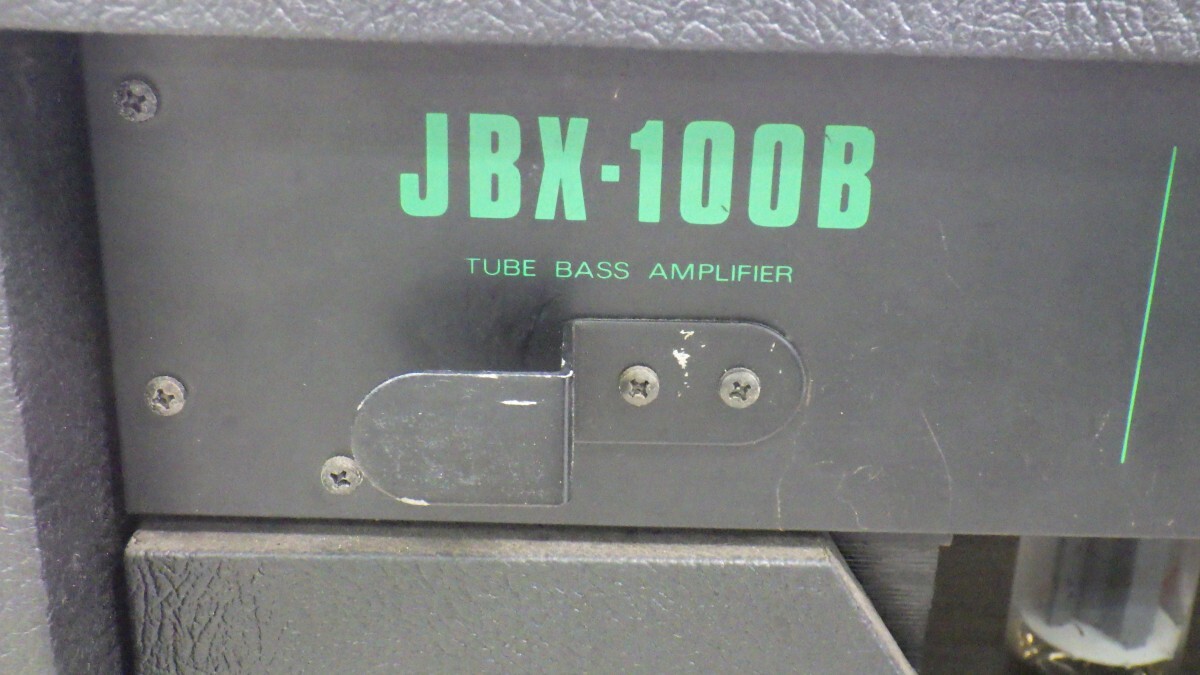 JBX-100B
TUBE BASS AMPLIFIER